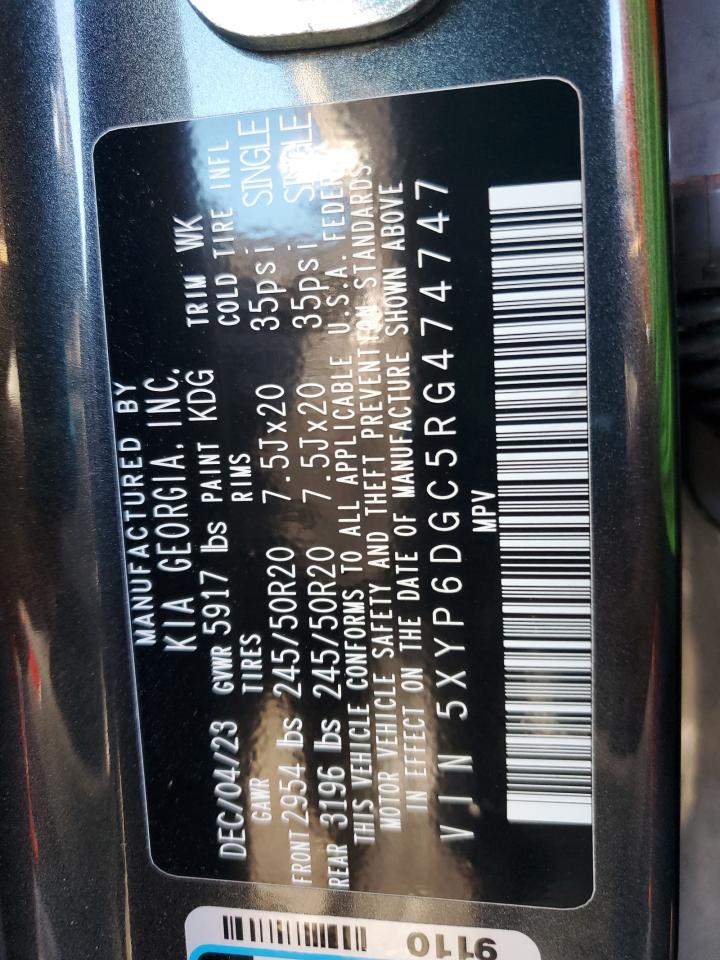 MANUFACTURED BY
KIA GEORGIA, INC.
DEC/04/23 GVWR 5917 lbs PAINT KDG TRIM WK
GAWR TIRES RIMS COLD TIRE INFL
FRONT 2954 lbs 245/50R20 7.5Jx20 35psi SINGLE
REAR 3196 lbs 245/50R20 7.5Jx20 35psi SINGLE
THIS VEHICLE CONFORMS TO ALL APPLICABLE U.S.A.
MOTOR VEHICLE SAFETY AND THEFT PREVENTION STANDARDS
IN EFFECT ON THE DATE OF MANUFACTURE SHOWN ABOVE
VIN 5XYP6DGC5RG474747
MPV
9110